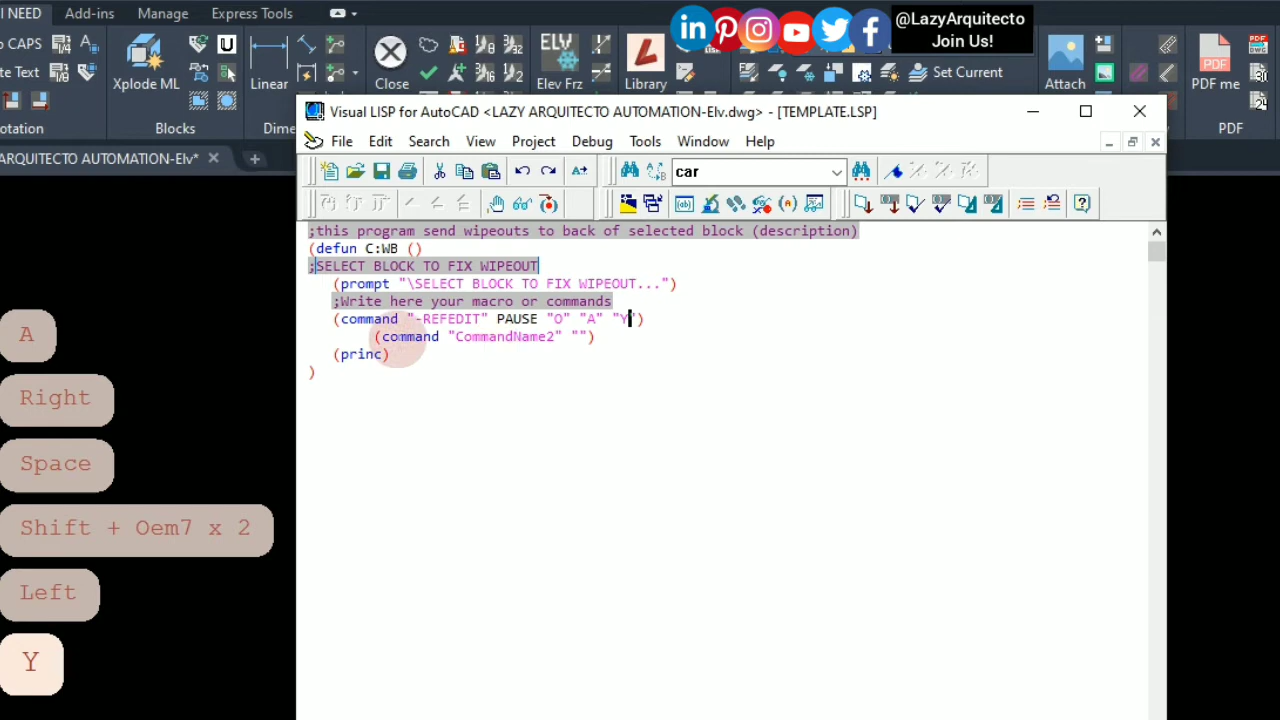 I NEED
Add-ins
Manage
Express Tools
@LazyArquitecto
Join Us!
o CAPS
te Text
Xplode ML
U
Linear
Close
ELV
Elev Frz
Library
Set Current
Attach
PDF me
PDF
otation
Blocks
Dime
PDF
ARQUITECTO AUTOMATION-Elv*
Visual LISP for AutoCAD <LAZY ARQUITECTO AUTOMATION-Elv.dwg> - [TEMPLATE.LSP]
File Edit Search View Project Debug Tools Window Help
car
;this program send wipeouts to back of selected block (description)
(defun C:WB ()
;SELECT BLOCK TO FIX WIPEOUT
(prompt "\SELECT BLOCK TO FIX WIPEOUT...")
;Write here your macro or commands
(command "-REFEDIT" PAUSE "O" "A" "Y")
(command "CommandName2" "")
(princ)
)
A
Right
Space
Shift + Oem7 x 2
Left
Y